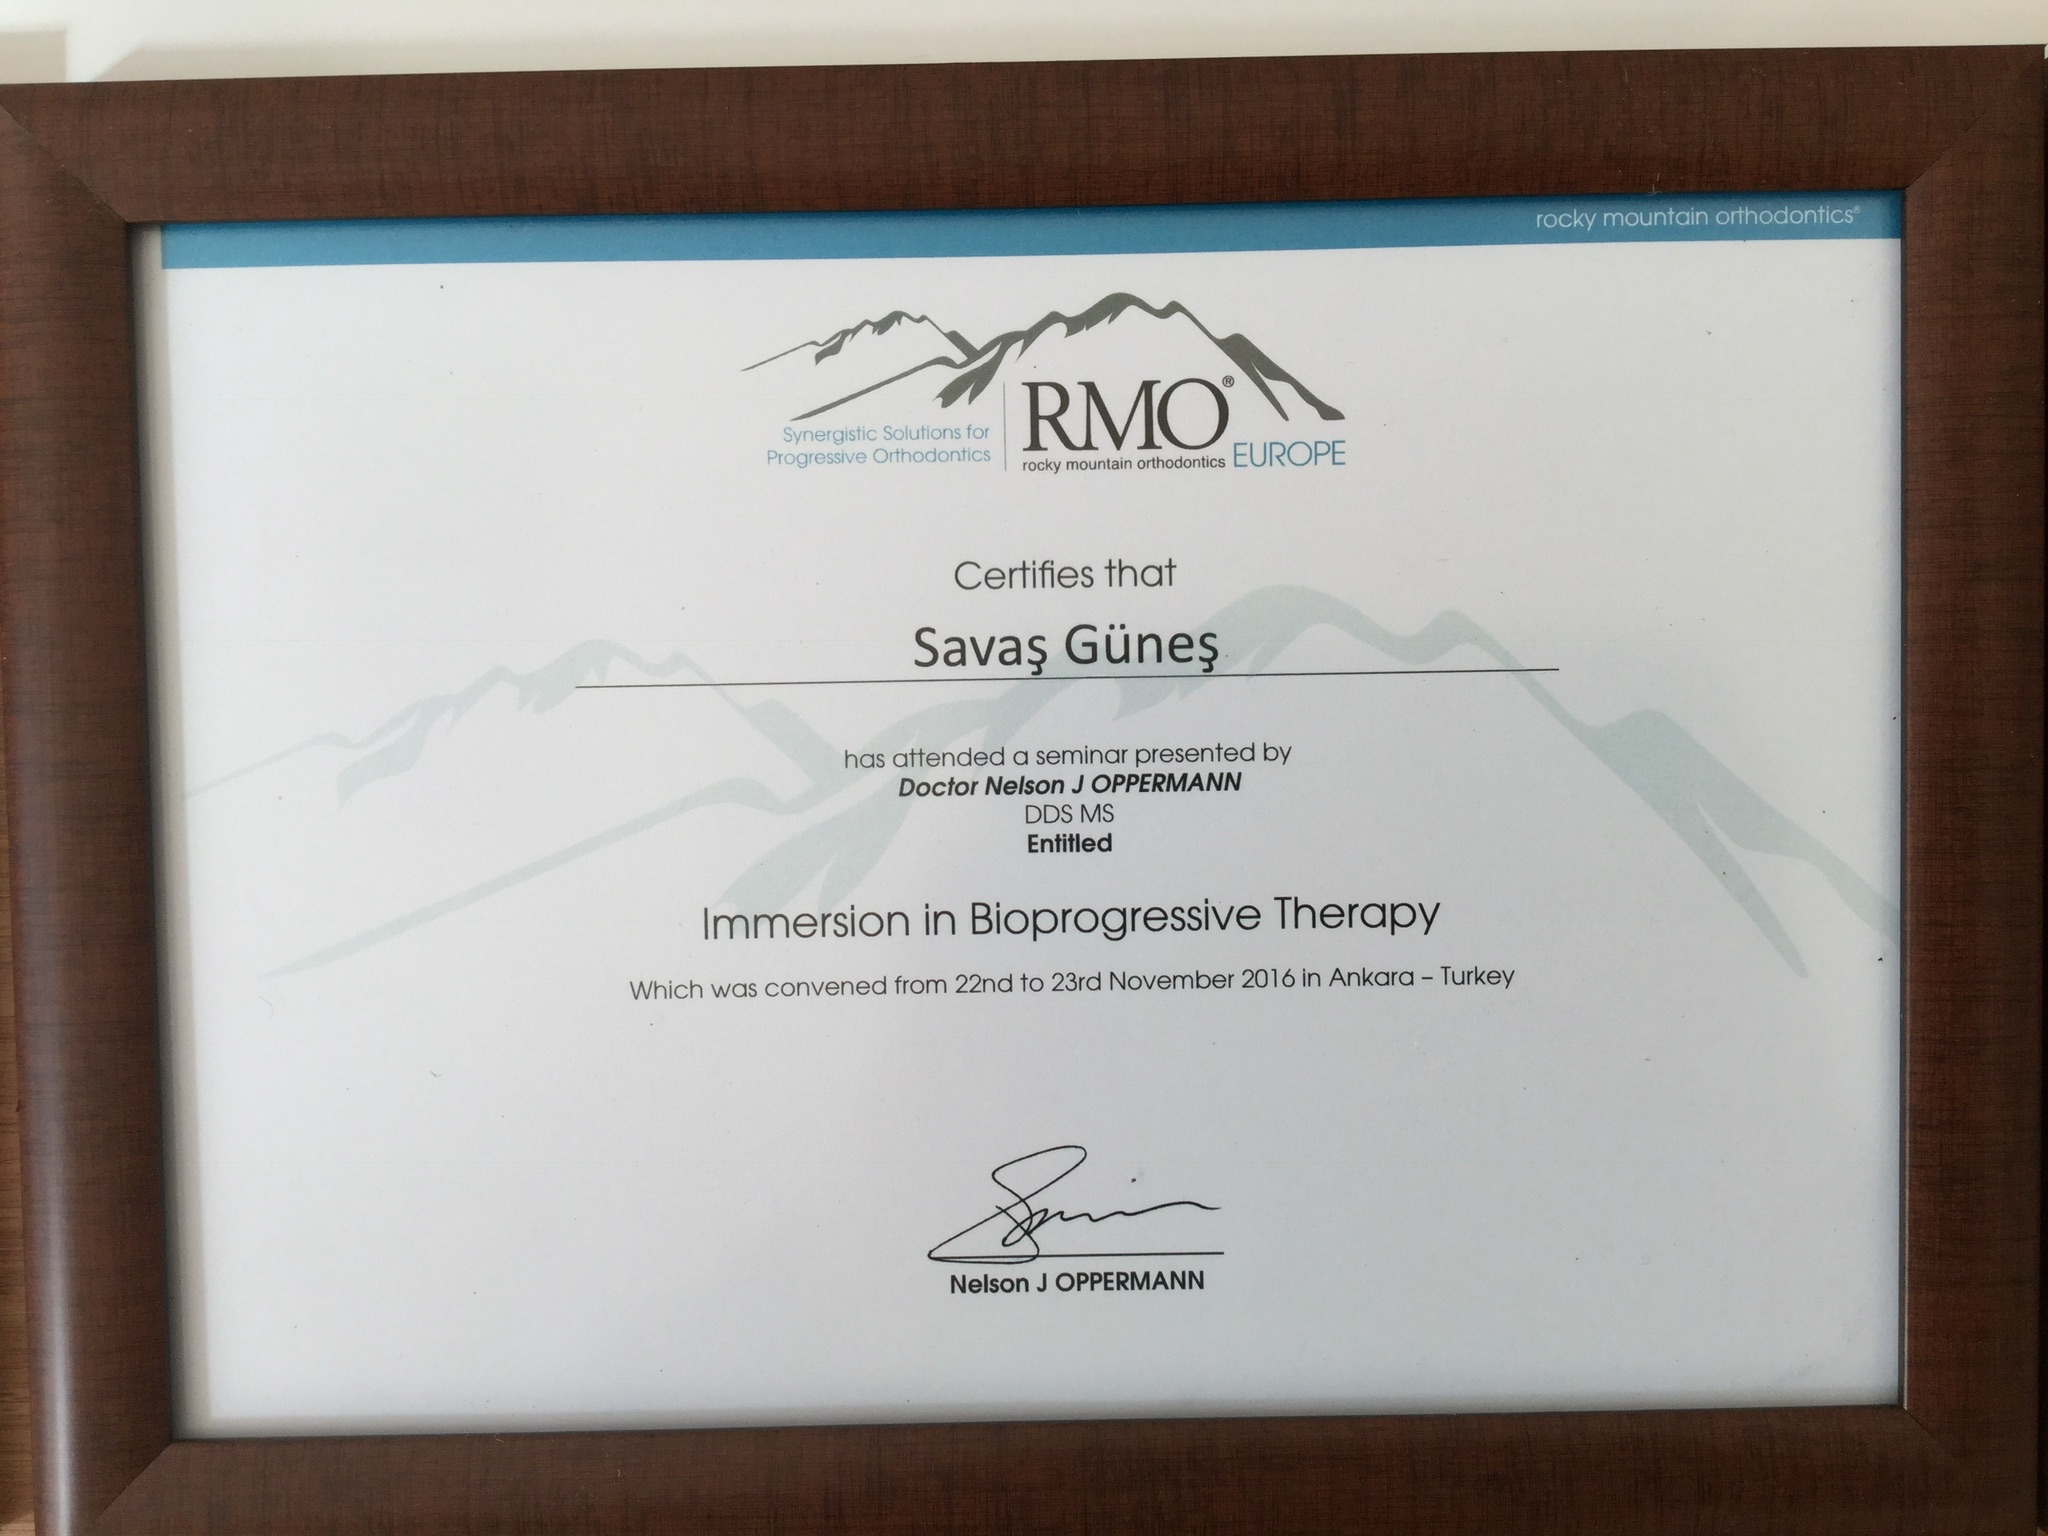 rocky mountain orthodontics®
Synergistic Solutions for
Progressive Orthodontics
RMO®
rocky mountain orthodontics EUROPE
Certifies that
Savaş Güneş
has attended a seminar presented by
Doctor Nelson J OPPERMANN
DDS MS
Entitled
Immersion in Bioprogressive Therapy
Which was convened from 22nd to 23rd November 2016 in Ankara – Turkey
Nelson J OPPERMANN